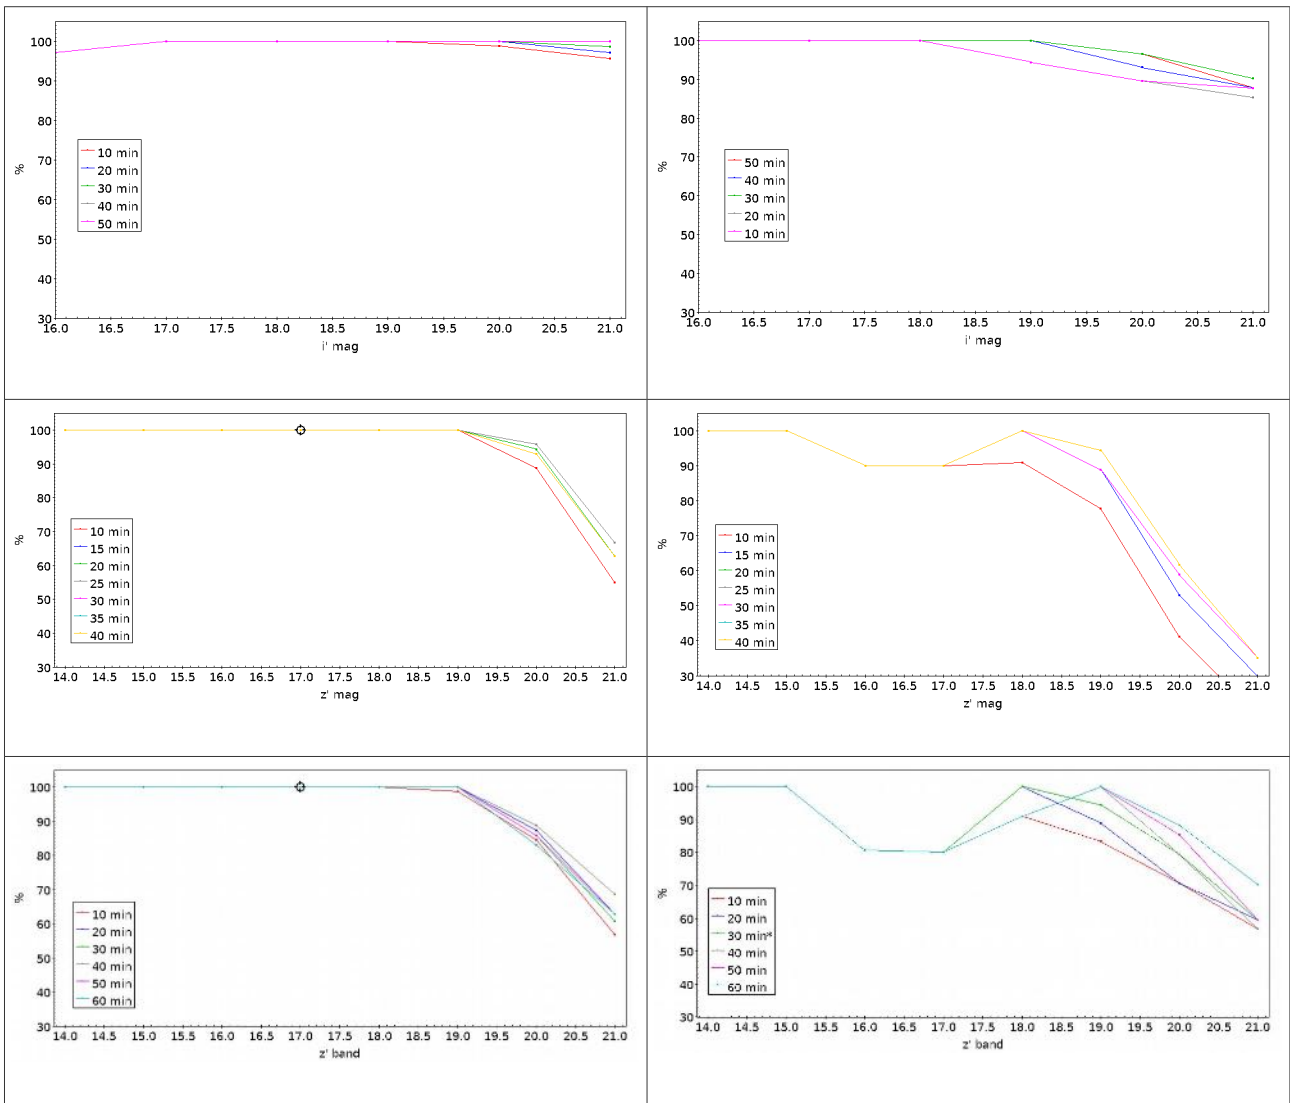 100
90
80
70
60
50
40
30
%
10 min
20 min
30 min
40 min
50 min
16.0 16.5 17.0 17.5 18.0 18.5 19.0 19.5 20.0 20.5 21.0
i' mag
100
90
80
70
60
50
40
30
%
50 min
40 min
30 min
20 min
10 min
16.0 16.5 17.0 17.5 18.0 18.5 19.0 19.5 20.0 20.5 21.0
i' mag
100
90
80
70
60
50
40
30
%
10 min
15 min
20 min
25 min
30 min
35 min
40 min
14.0 14.5 15.0 15.5 16.0 16.5 17.0 17.5 18.0 18.5 19.0 19.5 20.0 20.5 21.0
z' mag
100
90
80
70
60
50
40
30
%
10 min
15 min
20 min
25 min
30 min
35 min
40 min
14.0 14.5 15.0 15.5 16.0 16.5 17.0 17.5 18.0 18.5 19.0 19.5 20.0 20.5 21.0
z' mag
100
90
80
70
60
50
40
30
%
10 min
20 min
30 min
40 min
50 min
60 min
14.0 14.5 15.0 15.5 16.0 16.5 17.0 17.5 18.0 18.5 19.0 19.5 20.0 20.5 21.0
z' band
100
90
80
70
60
50
40
30
%
10 min
20 min
30 min*
40 min
50 min
60 min
14.0 14.5 15.0 15.5 16.0 16.5 17.0 17.5 18.0 18.5 19.0 19.5 20.0 20.5 21.0
z' band